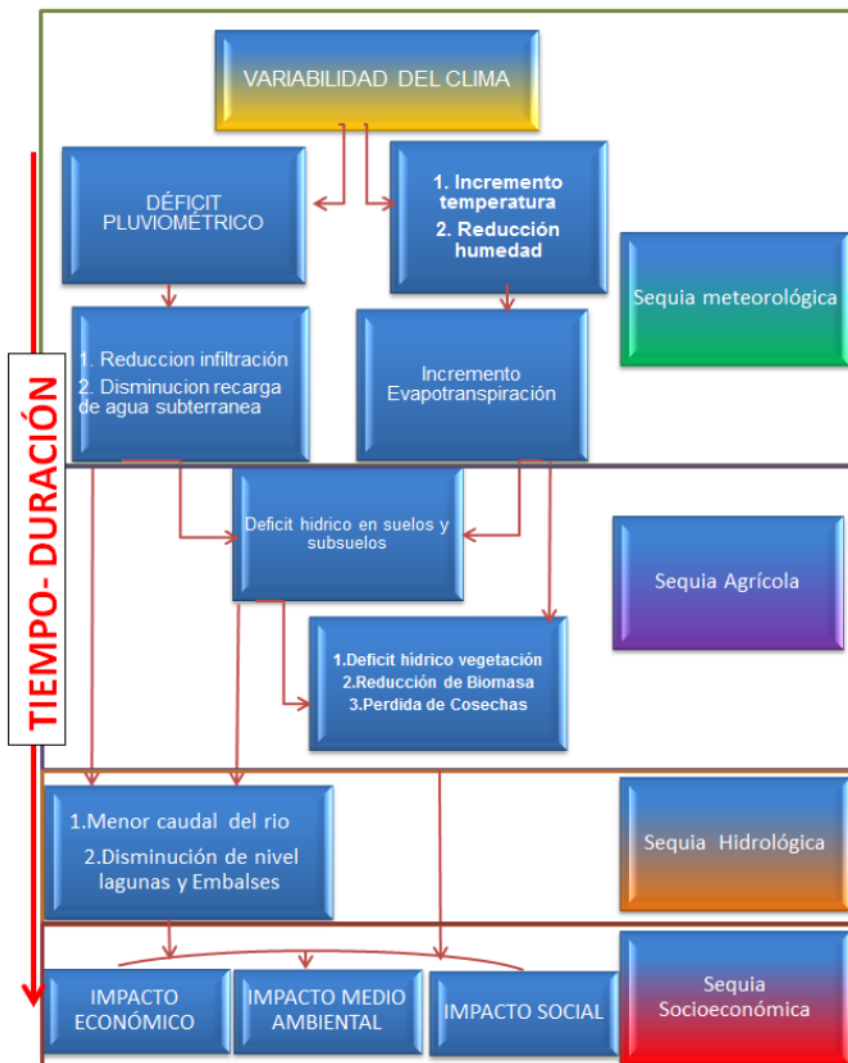 VARIABILIDAD DEL CLIMA
DÉFICIT
PLUVIOMÉTRICO
1. Incremento
temperatura
2. Reducción
humedad
Sequia meteorológica
1. Reduccion infiltración
2. Disminucion recarga
de agua subterranea
Incremento
Evapotranspiración
TIEMPO- DURACIÓN
Deficit hidrico en suelos y
subsuelos
Sequia Agrícola
1.Deficit hídrico vegetación
2.Reducción de Biomasa
3.Perdida de Cosechas
1.Menor caudal del rio
2.Disminución de nivel
lagunas y Embalses
Sequia Hidrológica
IMPACTO
ECONÓMICO
IMPACTO MEDIO
AMBIENTAL
IMPACTO SOCIAL
Sequia
Socioeconómica